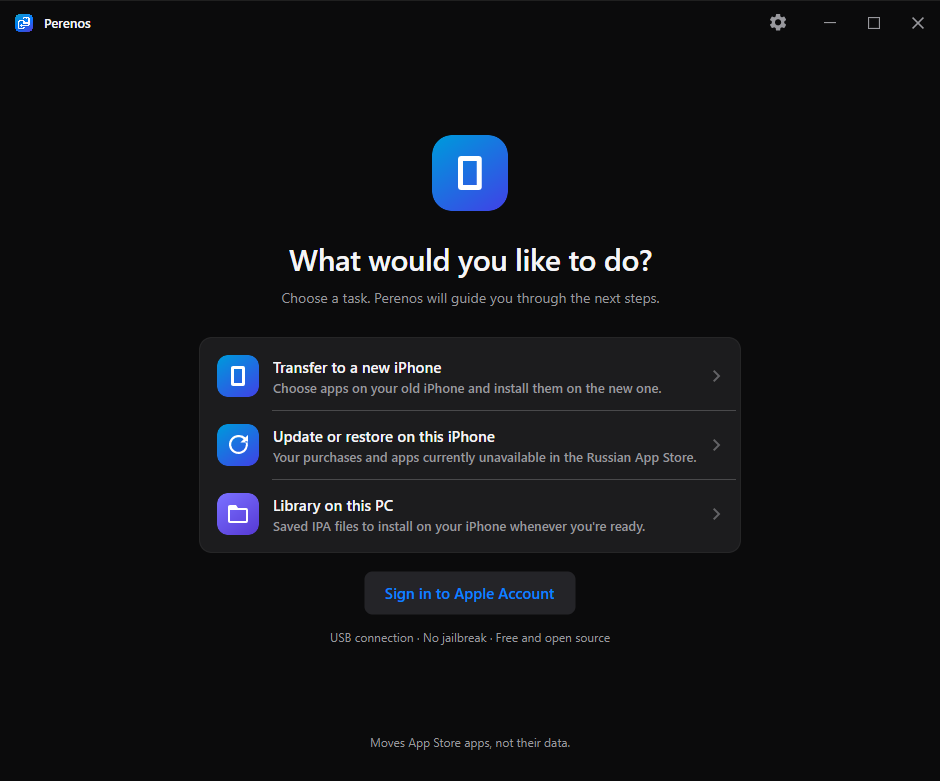 Perenos
What would you like to do?
Choose a task. Perenos will guide you through the next steps.
Transfer to a new iPhone
Choose apps on your old iPhone and install them on the new one.
Update or restore on this iPhone
Your purchases and apps currently unavailable in the Russian App Store.
Library on this PC
Saved IPA files to install on your iPhone whenever you're ready.
Sign in to Apple Account
USB connection · No jailbreak · Free and open source
Moves App Store apps, not their data.